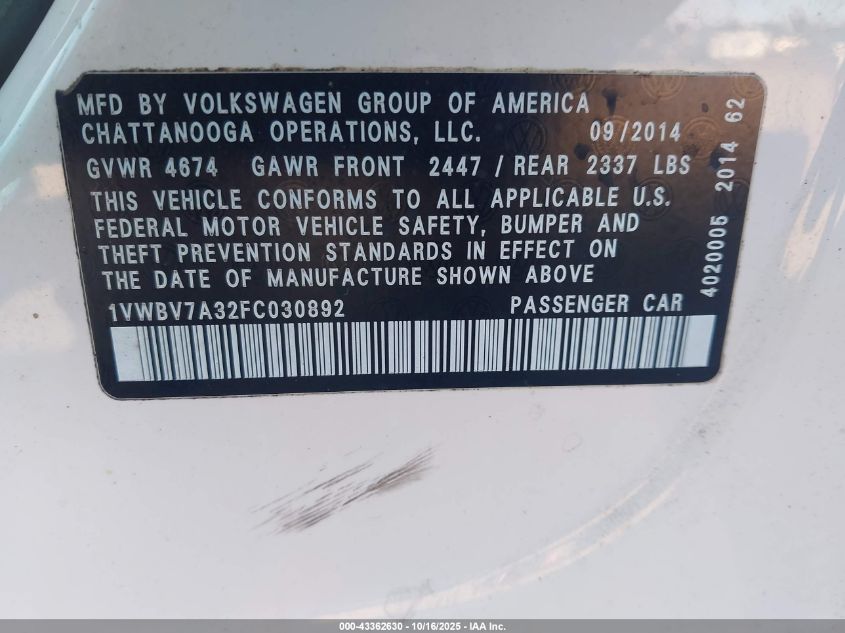 MFD BY VOLKSWAGEN GROUP OF AMERICA
CHATTANOOGA OPERATIONS, LLC. 09/2014
GVWR 4674 GAWR FRONT 2447 / REAR 2337 LBS
THIS VEHICLE CONFORMS TO ALL APPLICABLE U.S.
FEDERAL MOTOR VEHICLE SAFETY, BUMPER AND
THEFT PREVENTION STANDARDS IN EFFECT ON
THE DATE OF MANUFACTURE SHOWN ABOVE
1VWBV7A32FC030892 PASSENGER CAR
4020005 2014 62
000-43362630 - 10/16/2025 - IAA Inc.